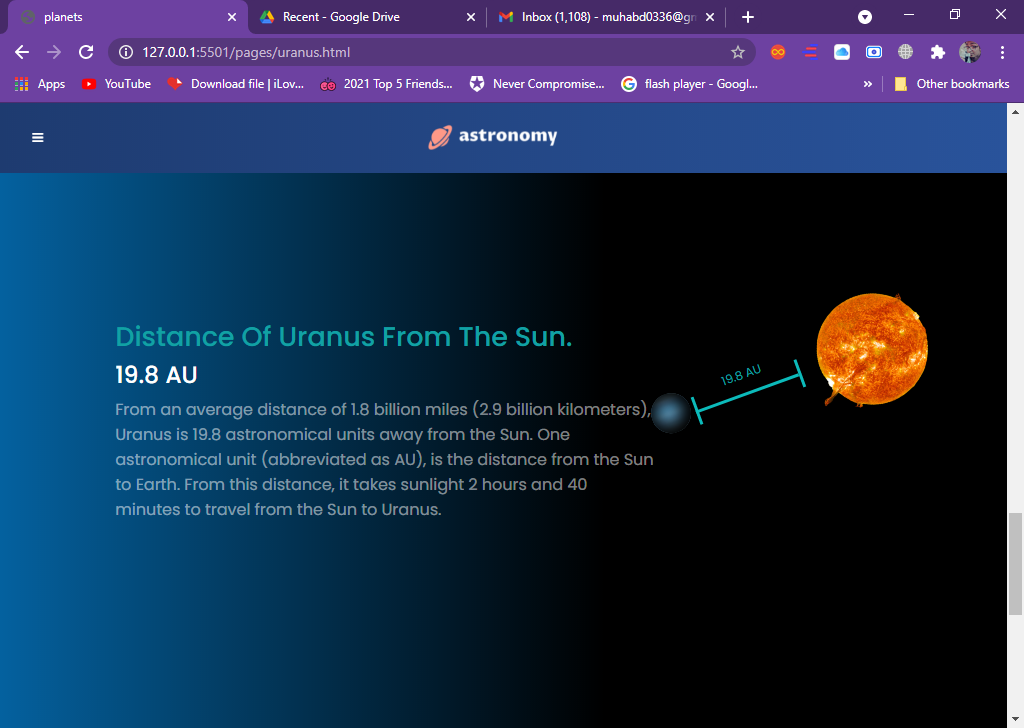 planets
Recent - Google Drive
Inbox (1,108) - muhabd0336@gm
127.0.0.1:5501/pages/uranus.html
Apps
YouTube
Download file | iLov...
2021 Top 5 Friends...
Never Compromise...
flash player - Googl...
»
Other bookmarks
astronomy
Distance Of Uranus From The Sun.
19.8 AU
From an average distance of 1.8 billion miles (2.9 billion kilometers),
Uranus is 19.8 astronomical units away from the Sun. One
astronomical unit (abbreviated as AU), is the distance from the Sun
to Earth. From this distance, it takes sunlight 2 hours and 40
minutes to travel from the Sun to Uranus.
19.8 AU